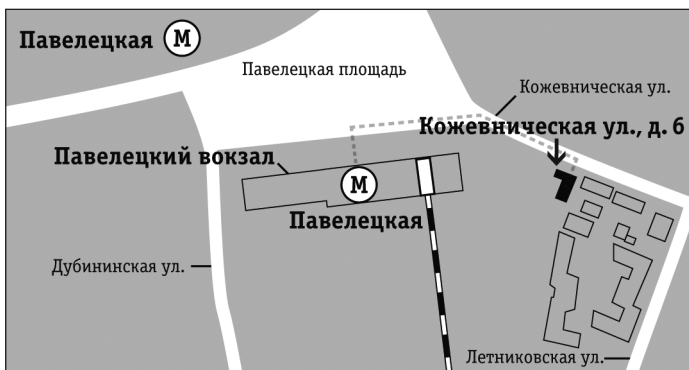 Павелецкая М
Павелецкая площадь
Кожевническая ул.
Кожевническая ул., д. 6
Павелецкий вокзал
М
Павелецкая
Дубининская ул.
Летниковская ул.